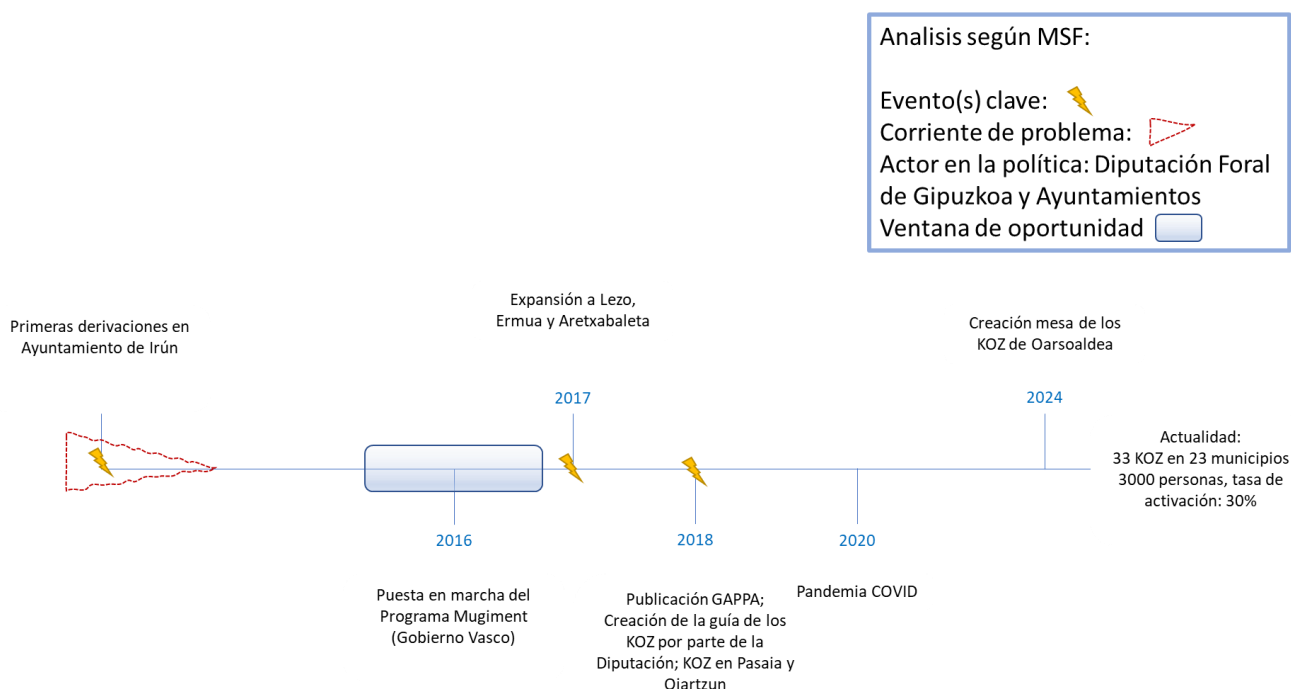 Analisis según MSF:
Evento(s) clave:
Corriente de problema:
Actor en la política: Diputación Foral
de Gipuzkoa y Ayuntamientos
Ventana de oportunidad
Primeras derivaciones en
Ayuntamiento de Irún
Expansión a Lezo,
Ermua y Aretxabaleta
Creación mesa de los
KOZ de Oarsoaldea
2017
2024
Actualidad:
33 KOZ en 23 municipios
3000 personas, tasa de
activación: 30%
2016
2018
2020
Puesta en marcha del
Programa Mugiment
(Gobierno Vasco)
Publicación GAPPA;
Creación de la guía de los
KOZ por parte de la
Diputación; KOZ en Pasaia y
Oiartzun
Pandemia COVID